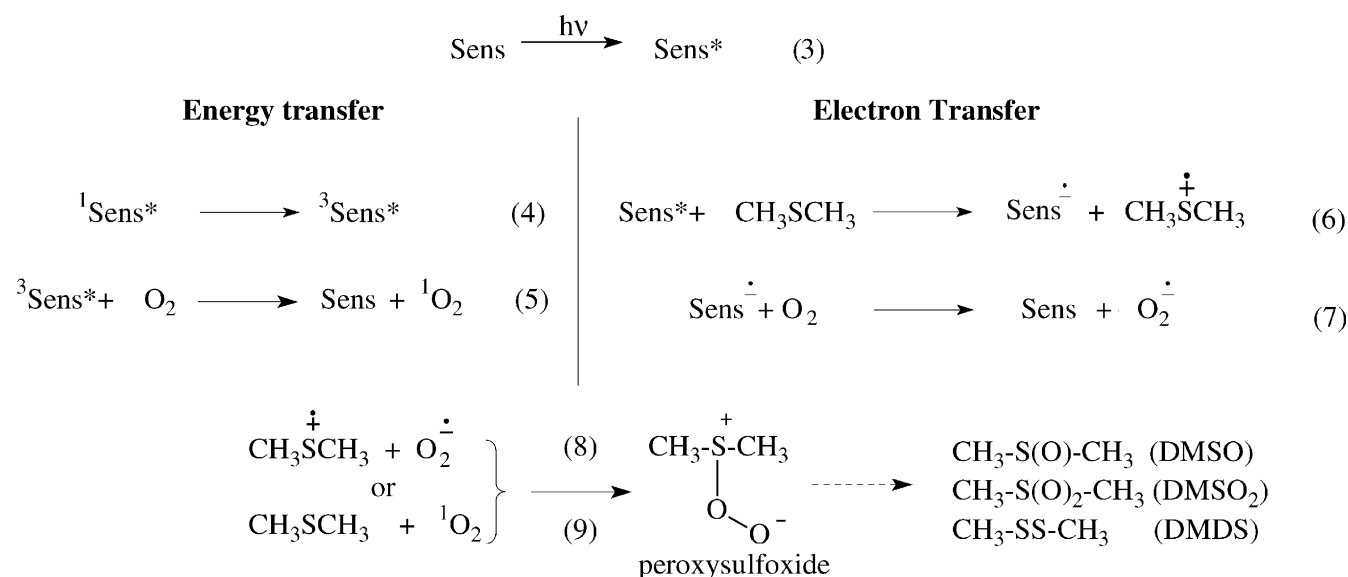 hν
Sens Sens* (3)
Energy transfer Electron Transfer
¹Sens* ³Sens* (4) Sens*+ CH₃SCH₃ Sens∸ + CH₃S∔CH₃ (6)
³Sens*+ O₂ Sens + ¹O₂ (5) Sens∸ + O₂ Sens + O₂∸ (7)
CH₃S∔CH₃ + O₂∸ (8) CH₃-S⁺-CH₃ CH₃-S(O)-CH₃ (DMSO)
or O CH₃-S(O)₂-CH₃ (DMSO₂)
CH₃SCH₃ + ¹O₂ (9) O⁻ CH₃-SS-CH₃ (DMDS)
peroxysulfoxide